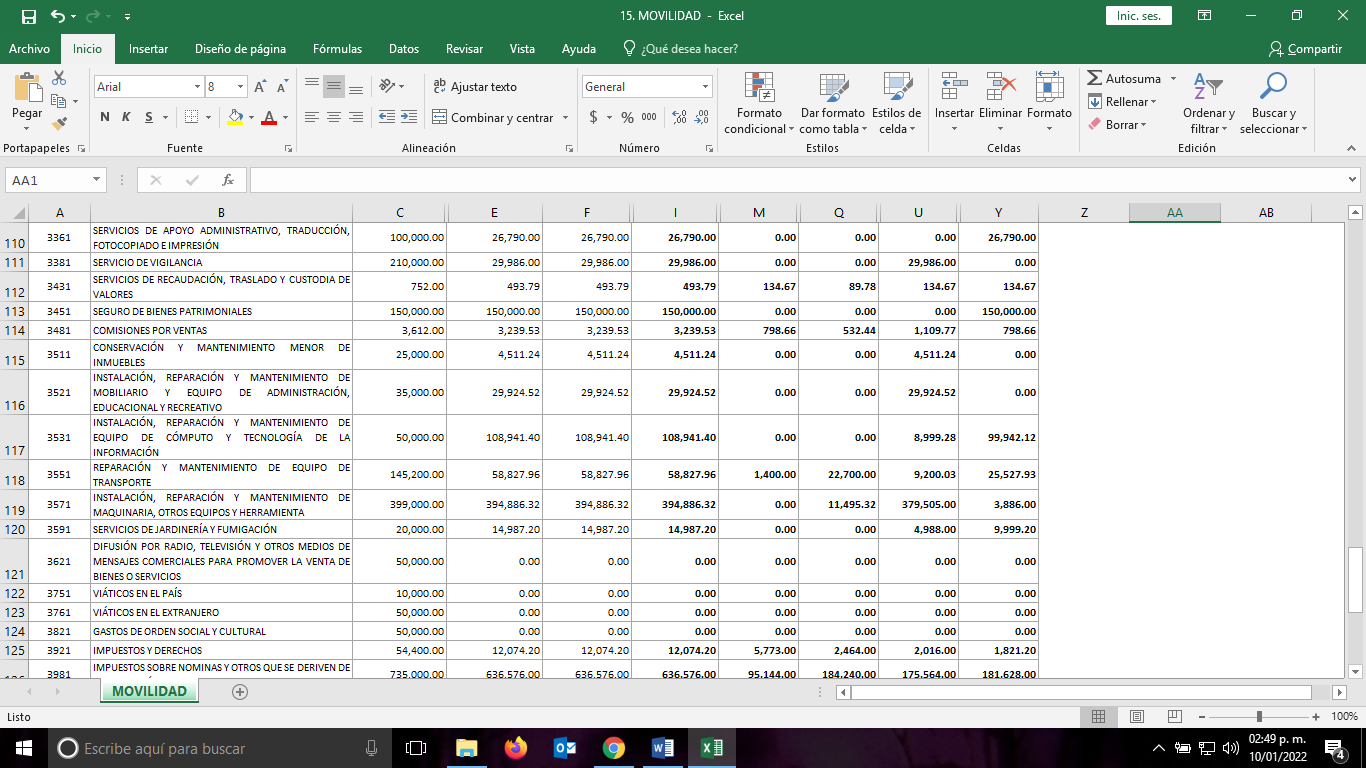 15. MOVILIDAD - Excel
Inic. ses.
Archivo Inicio Insertar Diseño de página Fórmulas Datos Revisar Vista Ayuda ¿Qué desea hacer? Compartir
Pegar
Arial 8 A A
N K S A
ab Ajustar texto
Combinar y centrar
General
$ % 000
Formato condicional
Dar formato como tabla
Estilos de celda
Insertar Eliminar Formato
Autosuma
Rellenar
Borrar
Ordenar y filtrar
Buscar y seleccionar
Portapapeles Fuente Alineación Número Estilos Celdas Edición
AA1 fx
A B C E F I M Q U Y Z AA AB
110 3361 SERVICIOS DE APOYO ADMINISTRATIVO, TRADUCCIÓN, FOTOCOPIADO E IMPRESIÓN 100,000.00 26,790.00 26,790.00 26,790.00 0.00 0.00 0.00 26,790.00
111 3381 SERVICIO DE VIGILANCIA 210,000.00 29,986.00 29,986.00 29,986.00 0.00 0.00 29,986.00 0.00
112 3431 SERVICIOS DE RECAUDACIÓN, TRASLADO Y CUSTODIA DE VALORES 752.00 493.79 493.79 493.79 134.67 89.78 134.67 134.67
113 3451 SEGURO DE BIENES PATRIMONIALES 150,000.00 150,000.00 150,000.00 150,000.00 0.00 0.00 0.00 150,000.00
114 3481 COMISIONES POR VENTAS 3,612.00 3,239.53 3,239.53 3,239.53 798.66 532.44 1,109.77 798.66
115 3511 CONSERVACIÓN Y MANTENIMIENTO MENOR DE INMUEBLES 25,000.00 4,511.24 4,511.24 4,511.24 0.00 0.00 4,511.24 0.00
116 3521 INSTALACIÓN, REPARACIÓN Y MANTENIMIENTO DE MOBILIARIO Y EQUIPO DE ADMINISTRACIÓN, EDUCACIONAL Y RECREATIVO 35,000.00 29,924.52 29,924.52 29,924.52 0.00 0.00 29,924.52 0.00
117 3531 INSTALACIÓN, REPARACIÓN Y MANTENIMIENTO DE EQUIPO DE CÓMPUTO Y TECNOLOGÍA DE LA INFORMACIÓN 50,000.00 108,941.40 108,941.40 108,941.40 0.00 0.00 8,999.28 99,942.12
118 3551 REPARACIÓN Y MANTENIMIENTO DE EQUIPO DE TRANSPORTE 145,200.00 58,827.96 58,827.96 58,827.96 1,400.00 22,700.00 9,200.03 25,527.93
119 3571 INSTALACIÓN, REPARACIÓN Y MANTENIMIENTO DE MAQUINARIA, OTROS EQUIPOS Y HERRAMIENTA 399,000.00 394,886.32 394,886.32 394,886.32 0.00 11,495.32 379,505.00 3,886.00
120 3591 SERVICIOS DE JARDINERÍA Y FUMIGACIÓN 20,000.00 14,987.20 14,987.20 14,987.20 0.00 0.00 4,988.00 9,999.20
121 3621 DIFUSIÓN POR RADIO, TELEVISIÓN Y OTROS MEDIOS DE MENSAJES COMERCIALES PARA PROMOVER LA VENTA DE BIENES O SERVICIOS 50,000.00 0.00 0.00 0.00 0.00 0.00 0.00 0.00
122 3751 VIÁTICOS EN EL PAÍS 10,000.00 0.00 0.00 0.00 0.00 0.00 0.00 0.00
123 3761 VIÁTICOS EN EL EXTRANJERO 50,000.00 0.00 0.00 0.00 0.00 0.00 0.00 0.00
124 3821 GASTOS DE ORDEN SOCIAL Y CULTURAL 50,000.00 0.00 0.00 0.00 0.00 0.00 0.00 0.00
125 3921 IMPUESTOS Y DERECHOS 54,400.00 12,074.20 12,074.20 12,074.20 5,773.00 2,464.00 2,016.00 1,821.20
3981 IMPUESTOS SOBRE NOMINAS Y OTROS QUE SE DERIVEN DE 735,000.00 636,576.00 636,576.00 636,576.00 95,144.00 184,240.00 175,564.00 181,628.00
MOVILIDAD
Listo 100%
Escribe aquí para buscar
02:49 p. m.
10/01/2022
4